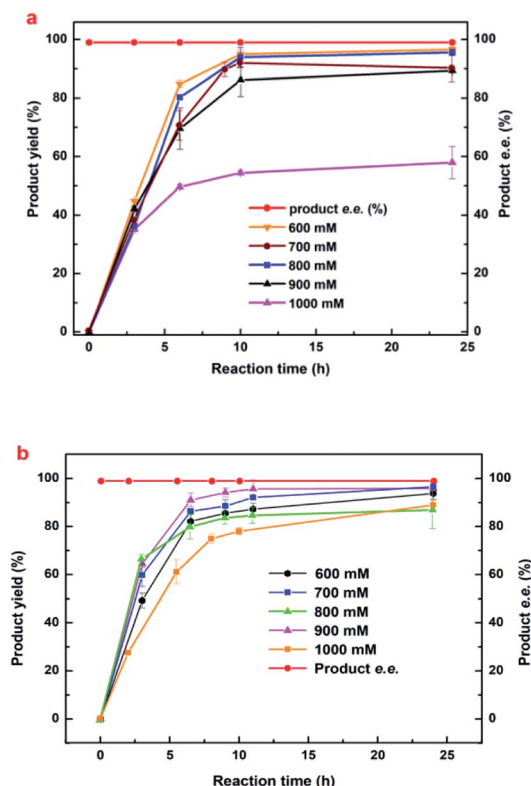 a
100
80
60
40
20
0
Product yield (%)
100
80
60
40
20
0
Product e.e. (%)
product e.e. (%)
600 mM
700 mM
800 mM
900 mM
1000 mM
0 5 10 15 20 25
Reaction time (h)
b
100
80
60
40
20
0
Product yield (%)
100
80
60
40
20
0
Product e.e. (%)
600 mM
700 mM
800 mM
900 mM
1000 mM
Product e.e.
0 5 10 15 20 25
Reaction time (h)